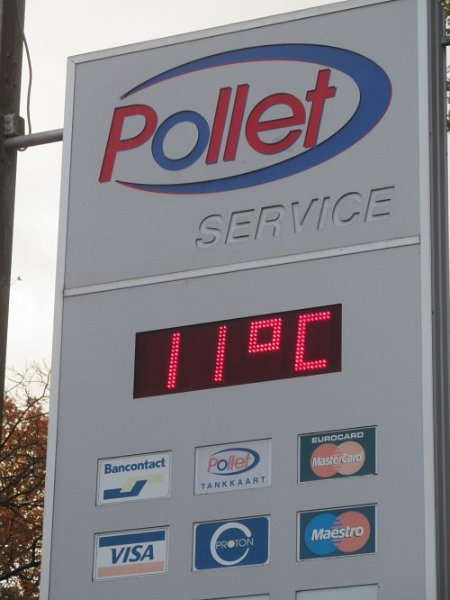 Pollet
SERVICE
11°C
Bancontact
Pollet
TANKKAART
EUROCARD
MasterCard
VISA
PROTON
Maestro